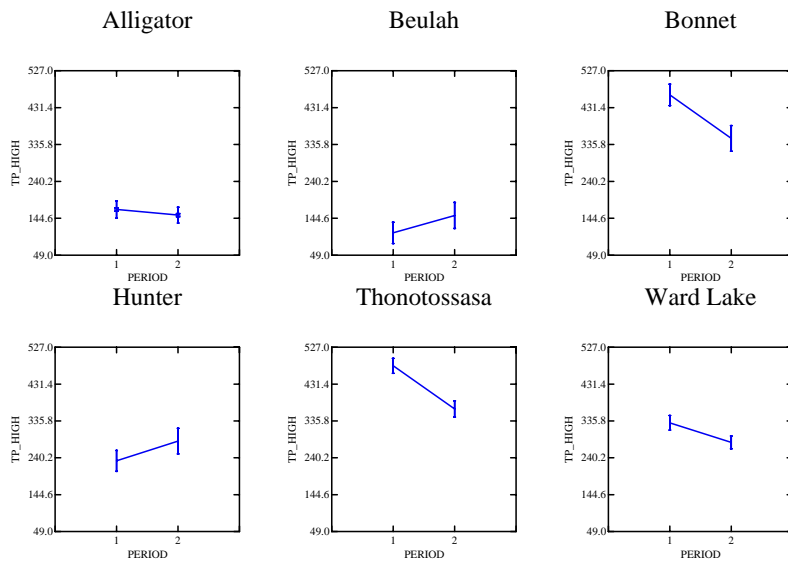 Alligator
Beulah
Bonnet
527.0
431.4
335.8
240.2
144.6
49.0
TP_HIGH
1 2
PERIOD
527.0
431.4
335.8
240.2
144.6
49.0
TP_HIGH
1 2
PERIOD
527.0
431.4
335.8
240.2
144.6
49.0
TP_HIGH
1 2
PERIOD
Hunter
Thonotossasa
Ward Lake
527.0
431.4
335.8
240.2
144.6
49.0
TP_HIGH
1 2
PERIOD
527.0
431.4
335.8
240.2
144.6
49.0
TP_HIGH
1 2
PERIOD
527.0
431.4
335.8
240.2
144.6
49.0
TP_HIGH
1 2
PERIOD